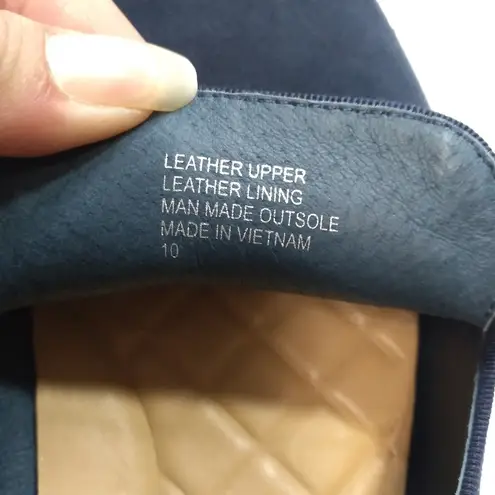 LEATHER UPPER
LEATHER LINING
MAN MADE OUTSOLE
MADE IN VIETNAM
10